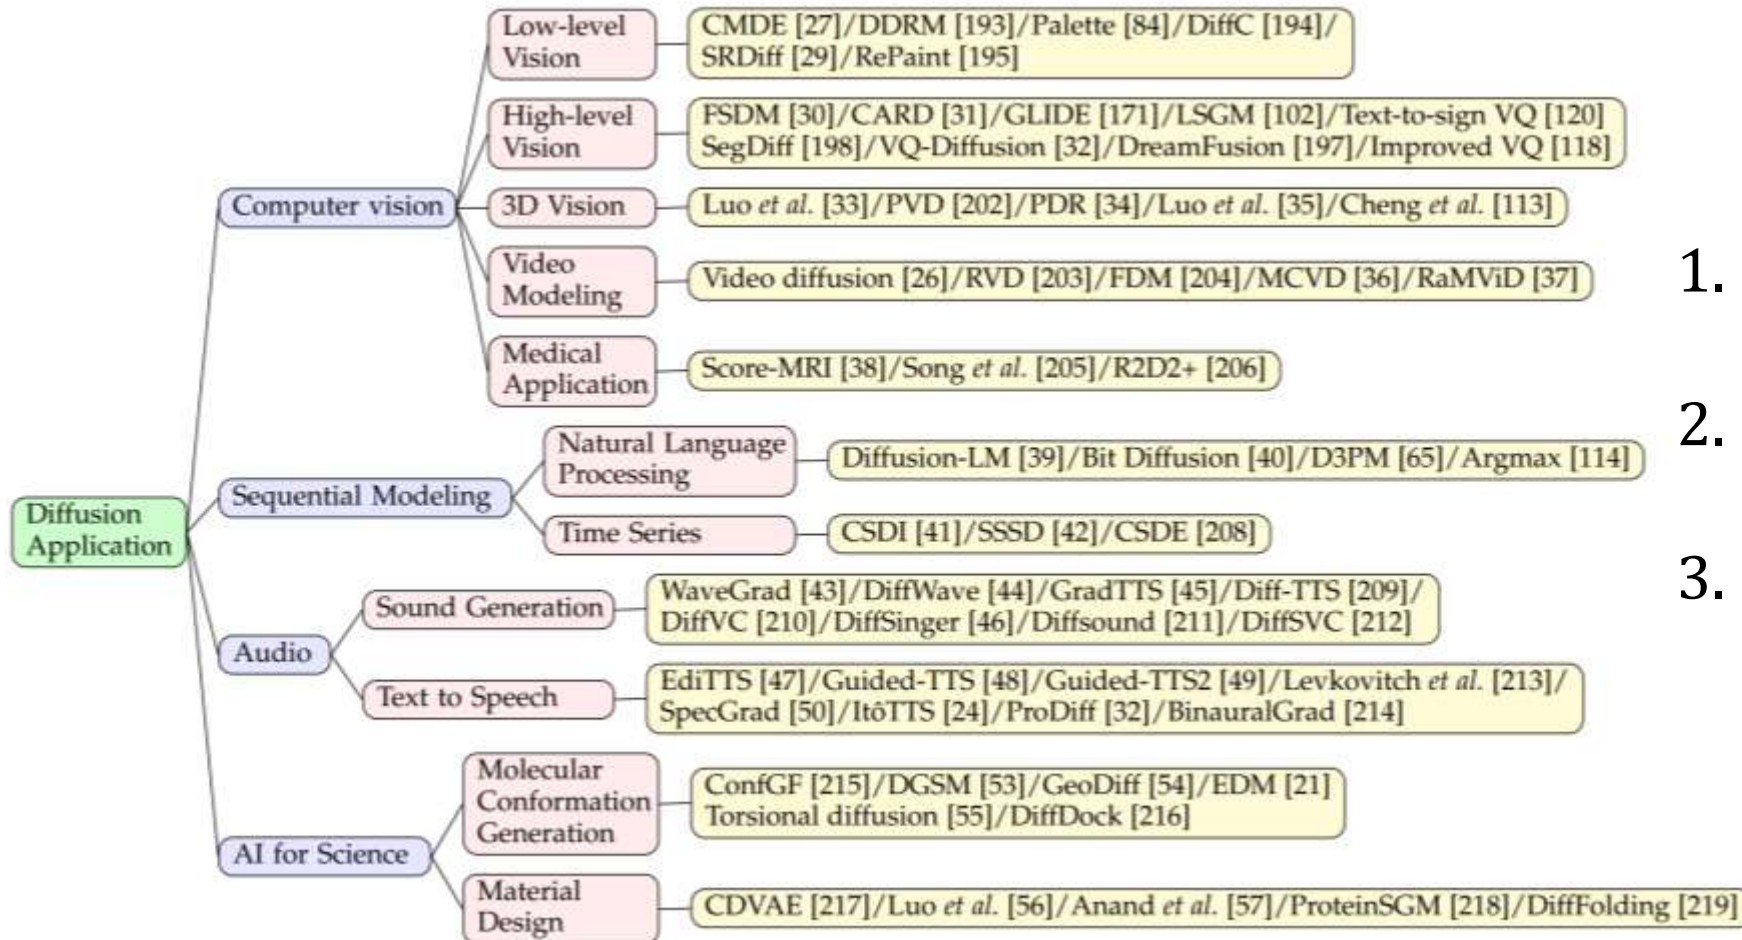 Low-level
Vision
CMDE [27]/DDRM [193]/Palette [84]/DiffC [194]/
SRDiff [29]/RePaint [195]
High-level
Vision
FSDM [30]/CARD [31]/GLIDE [171]/LSGM [102]/Text-to-sign VQ [120]
SegDiff [198]/VQ-Diffusion [32]/DreamFusion [197]/Improved VQ [118]
Computer vision
3D Vision
Luo et al. [33]/PVD [202]/PDR [34]/Luo et al. [35]/Cheng et al. [113]
Video
Modeling
Video diffusion [26]/RVD [203]/FDM [204]/MCVD [36]/RaMViD [37]
Medical
Application
Score-MRI [38]/Song et al. [205]/R2D2+ [206]
Diffusion
Application
Sequential Modeling
Natural Language
Processing
Diffusion-LM [39]/Bit Diffusion [40]/D3PM [65]/Argmax [114]
Time Series
CSDI [41]/SSSD [42]/CSDE [208]
Audio
Sound Generation
WaveGrad [43]/DiffWave [44]/GradTTS [45]/Diff-TTS [209]/
DiffVC [210]/DiffSinger [46]/Diffsound [211]/DiffSVC [212]
Text to Speech
EdiTTS [47]/Guided-TTS [48]/Guided-TTS2 [49]/Levkovitch et al. [213]/
SpecGrad [50]/ItôTTS [24]/ProDiff [32]/BinauralGrad [214]
AI for Science
Molecular
Conformation
Generation
ConfGF [215]/DGSM [53]/GeoDiff [54]/EDM [21]
Torsional diffusion [55]/DiffDock [216]
Material
Design
CDVAE [217]/Luo et al. [56]/Anand et al. [57]/ProteinSGM [218]/DiffFolding [219]
1.
2.
3.